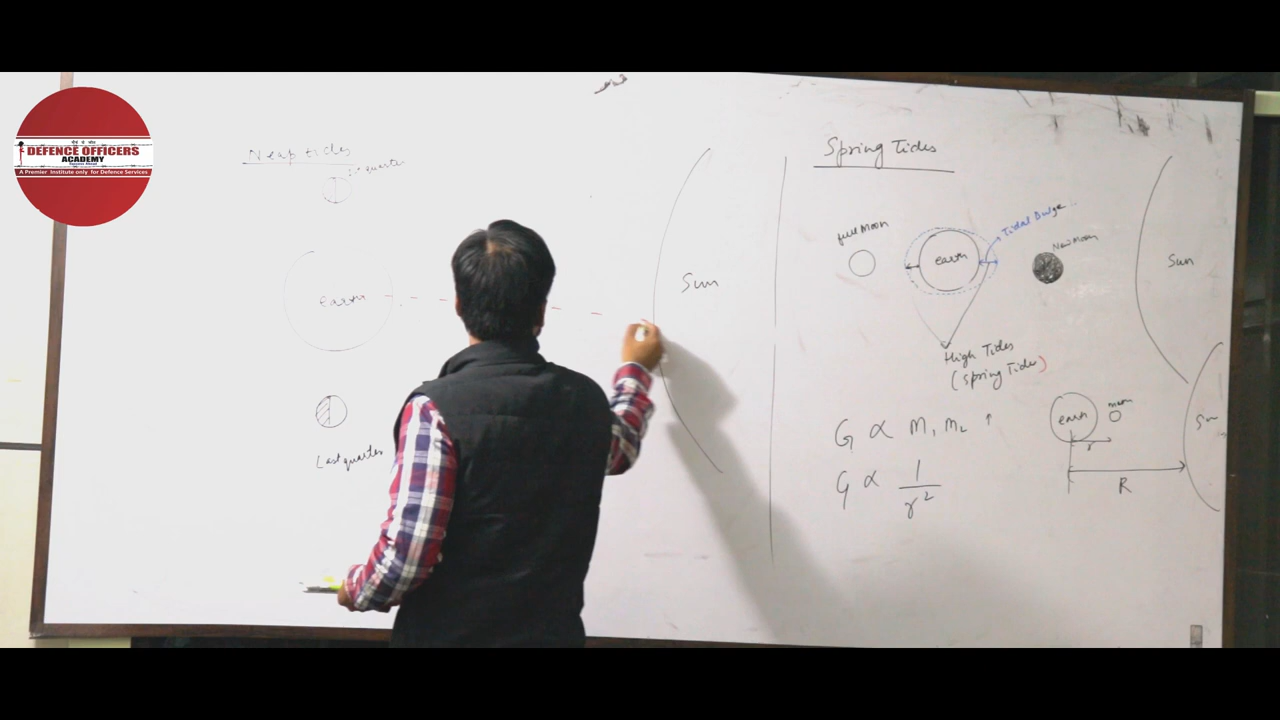 DEFENCE OFFICERS
ACADEMY
A Premier Institute only for Defence Services
Neap tides
quarter
earth
Last quarter
Sun
Spring Tides
full Moon
earth
Tidal Bulge
New Moon
Sun
High Tides
(Spring Tides)
G ∝ M₁ M₂ ↑
G ∝ 1/r²
earth
moon
r
R
Sun